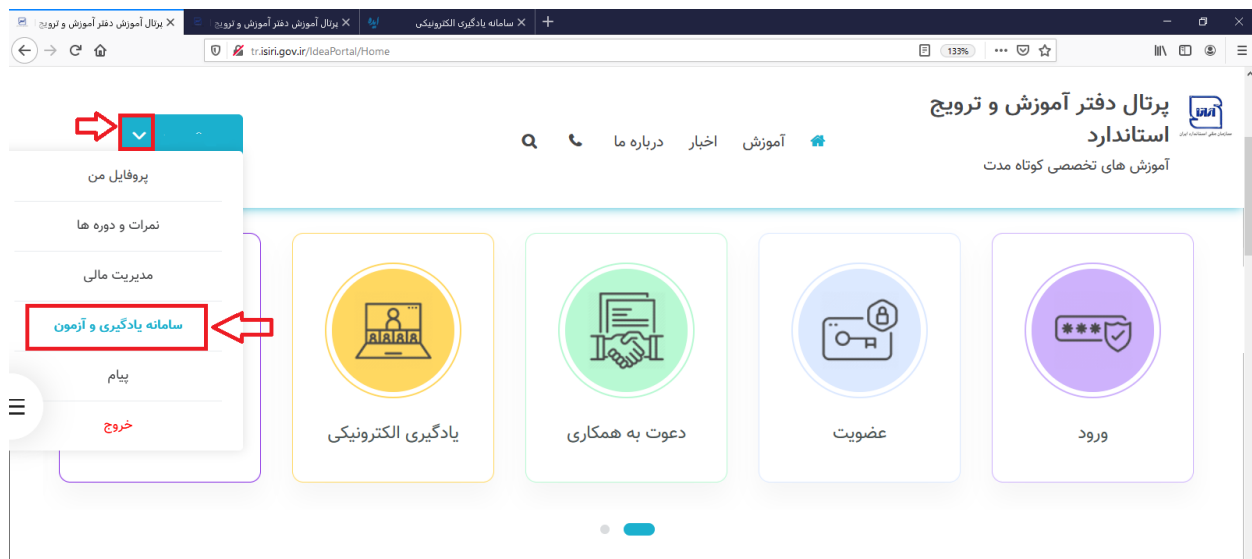 پرتال آموزش دفتر آموزش و ترویج
پرتال آموزش دفتر آموزش و ترویج
سامانه یادگیری الکترونیکی
tr.isiri.gov.ir/IdeaPortal/Home
133%
پرتال دفتر آموزش و ترویج
استاندارد
آموزش های تخصصی کوتاه مدت
آموزش اخبار درباره ما
پروفایل من
نمرات و دوره ها
مدیریت مالی
سامانه یادگیری و آزمون
پیام
خروج
ورود
عضویت
دعوت به همکاری
یادگیری الکترونیکی